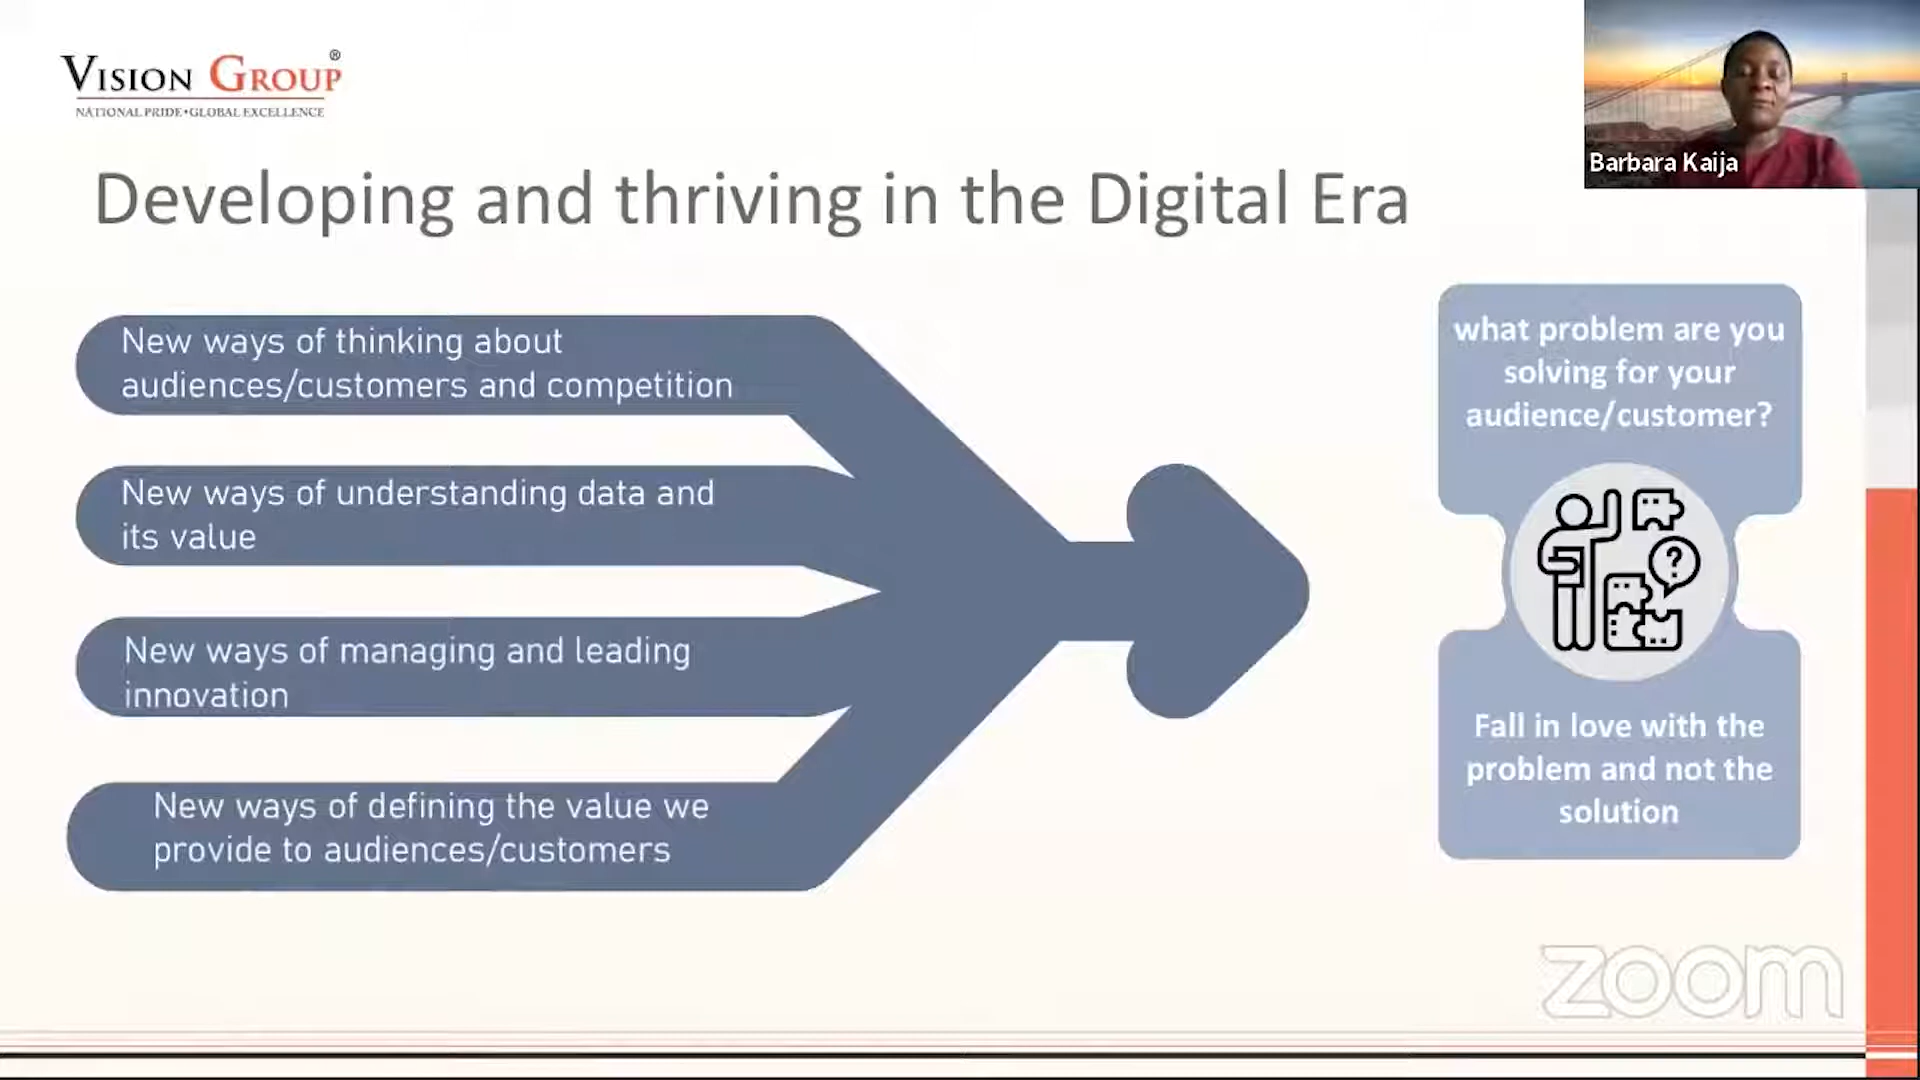 VISION GROUP®
NATIONAL PRIDE•GLOBAL EXCELLENCE
Barbara Kaija
Developing and thriving in the Digital Era
New ways of thinking about
audiences/customers and competition
New ways of understanding data and
its value
New ways of managing and leading
innovation
New ways of defining the value we
provide to audiences/customers
what problem are you
solving for your
audience/customer?
?
Fall in love with the
problem and not the
solution
zoom